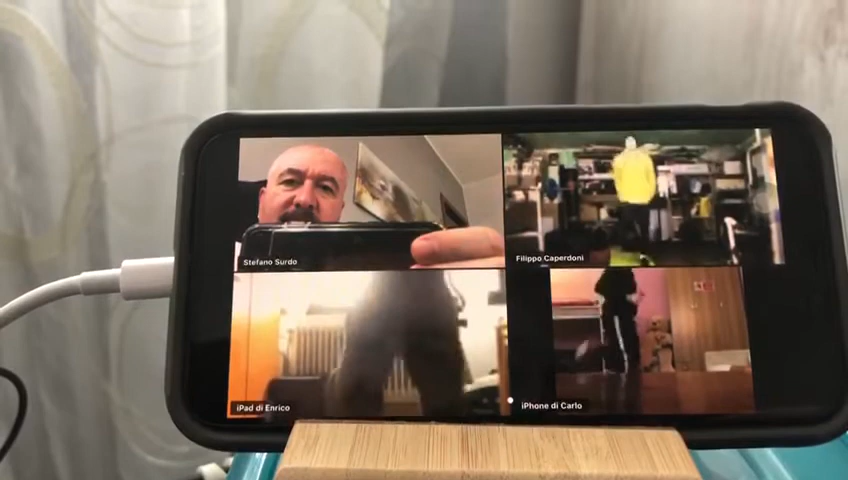 Stefano Surdo
Filippo Caperdoni
iPad di Enrico
iPhone di Carlo